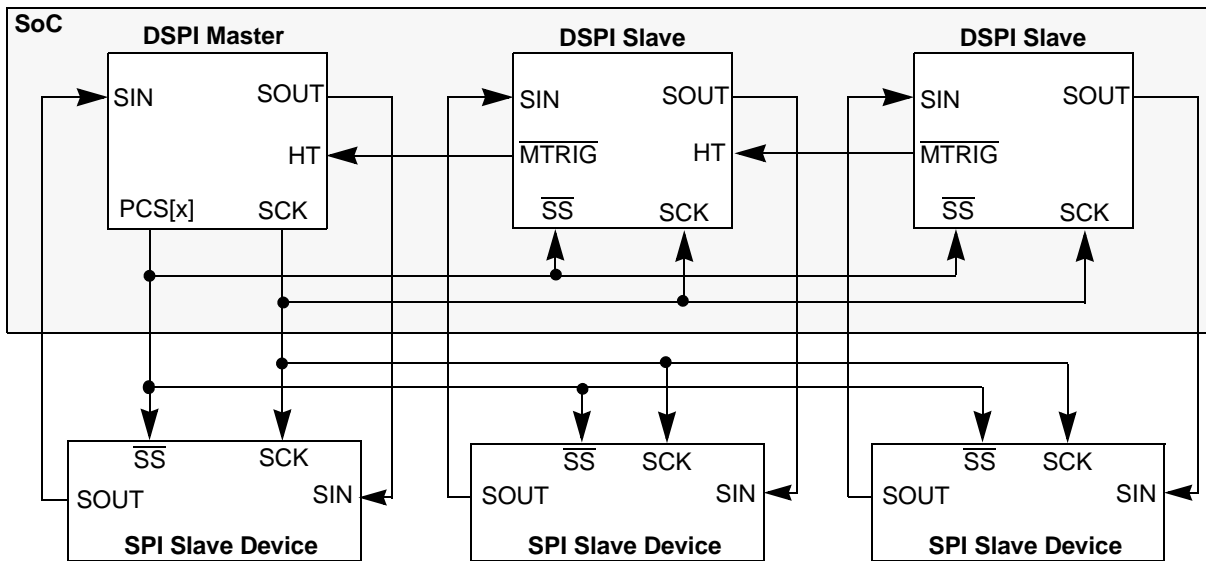 SoC
DSPI Master
DSPI Slave
DSPI Slave
SIN
SOUT
HT
PCS[x]
SCK
SIN
SOUT
MTRIG
HT
SS
SCK
SIN
SOUT
MTRIG
SS
SCK
SS
SCK
SOUT
SIN
SPI Slave Device
SS
SCK
SOUT
SIN
SPI Slave Device
SS
SCK
SOUT
SIN
SPI Slave Device